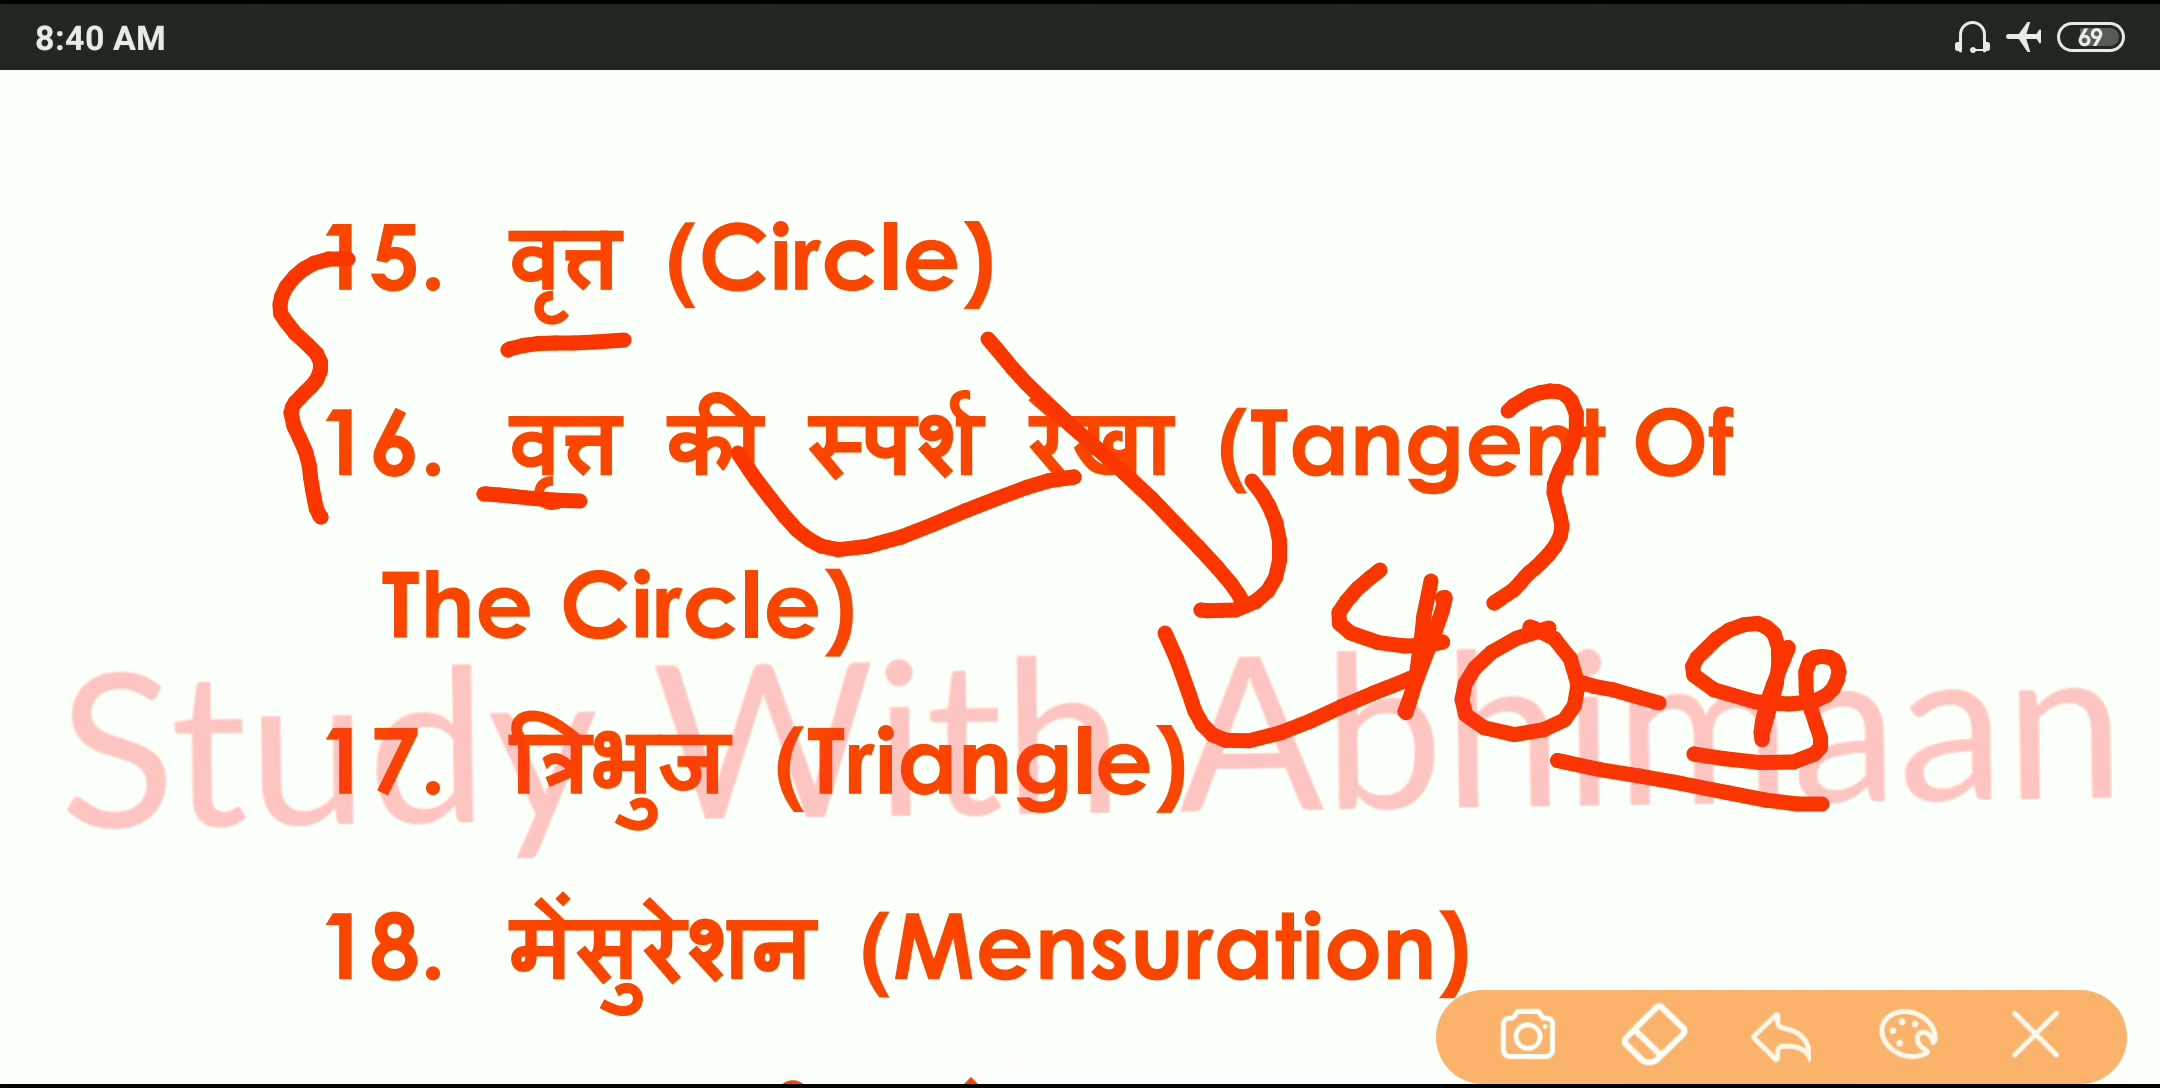 8:40 AM
69
15. वृत्त (Circle)
16. वृत्त की स्पर्श रेखा (Tangent Of
The Circle)
Study With Abhimaan
17. त्रिभुज (Triangle)
18. मेंसुरेशन (Mensuration)